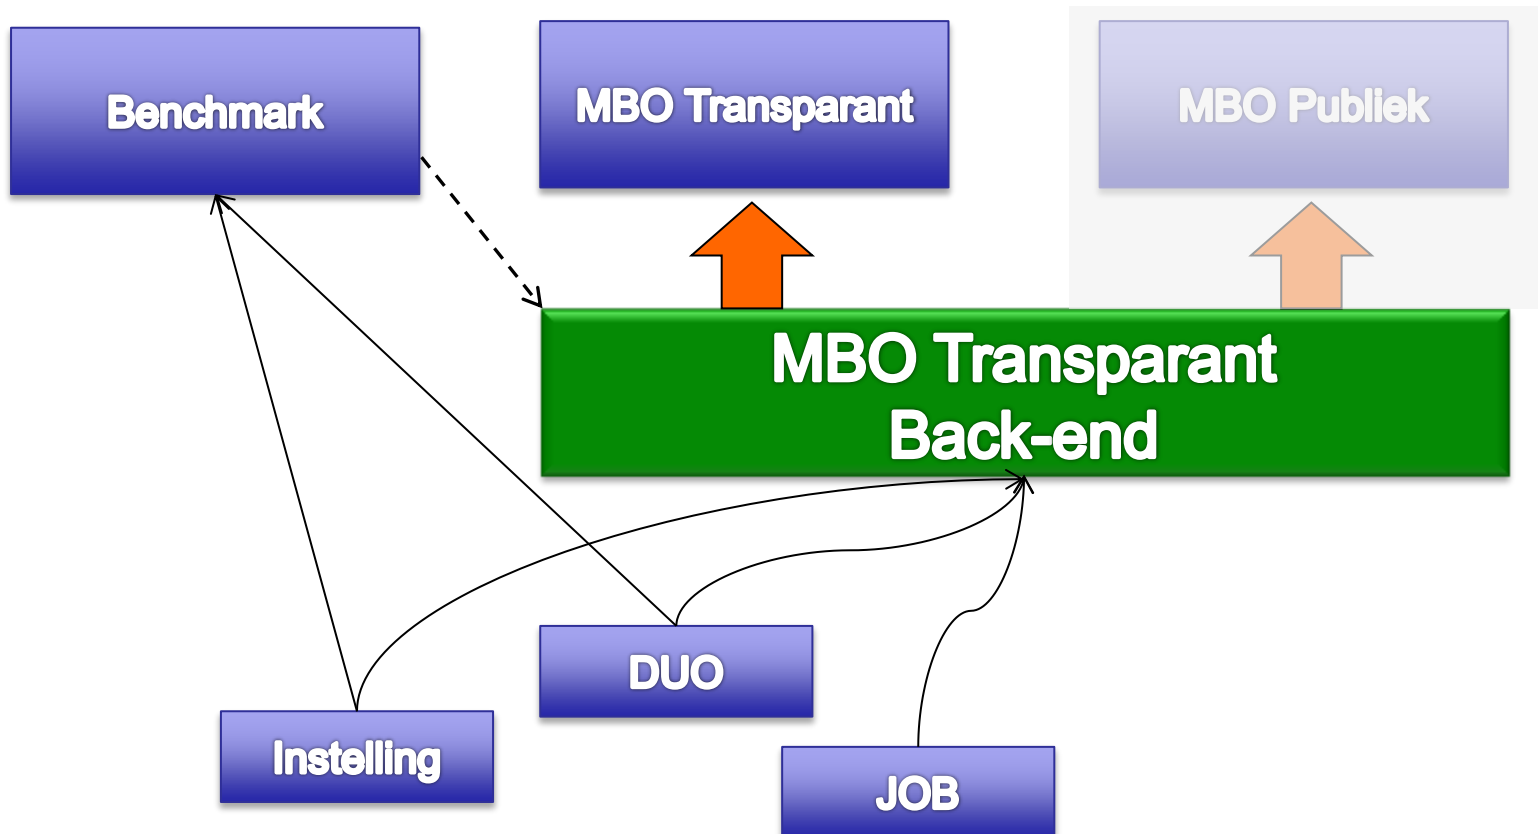 Benchmark
MBO Transparant
MBO Publiek
MBO Transparant
Back-end
DUO
Instelling
JOB